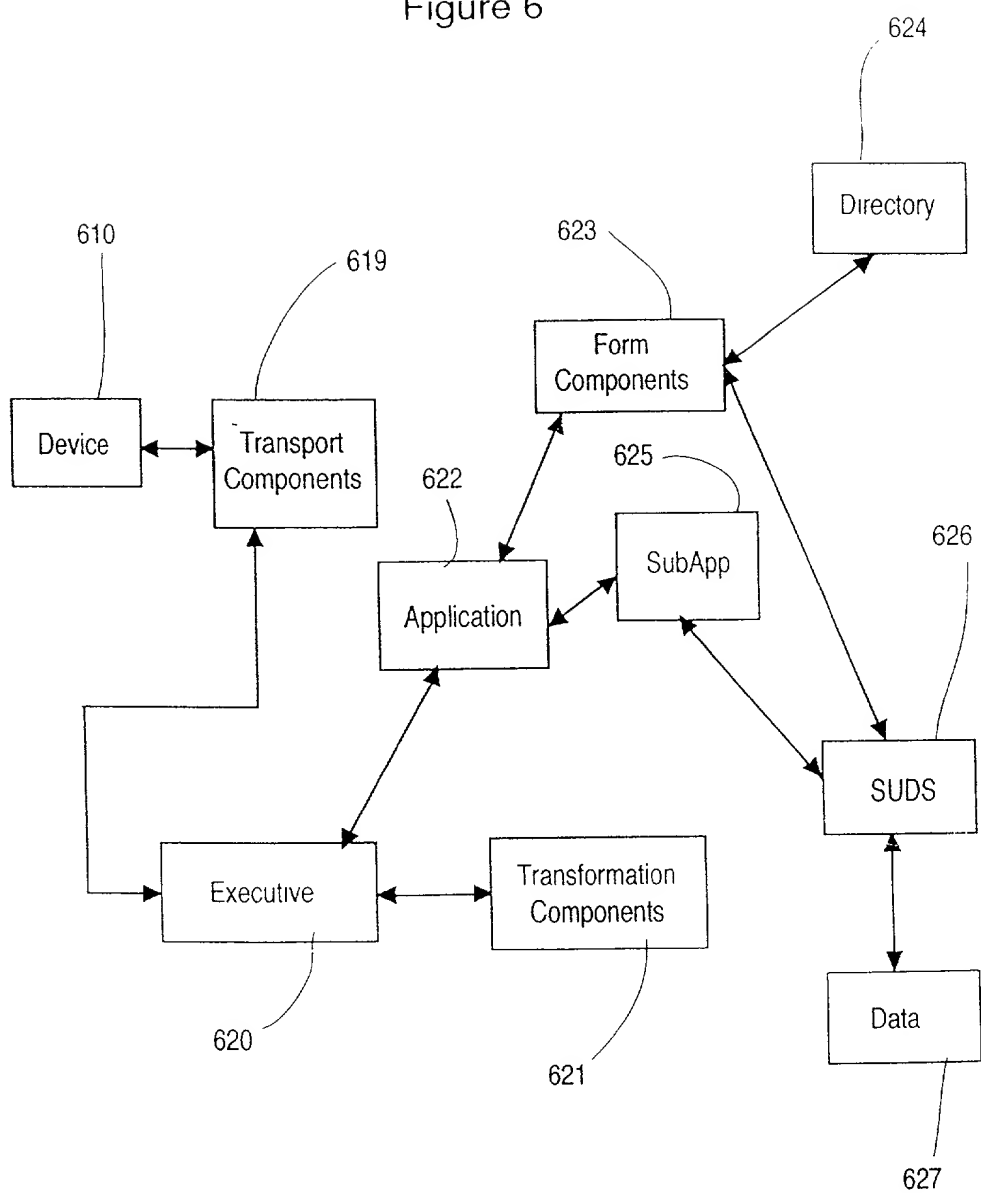 Figure 6
624
Directory
610
619
623
Form
Components
Device
Transport
Components
622
625
SubApp
626
Application
SUDS
Executive
Transformation
Components
620
621
Data
627